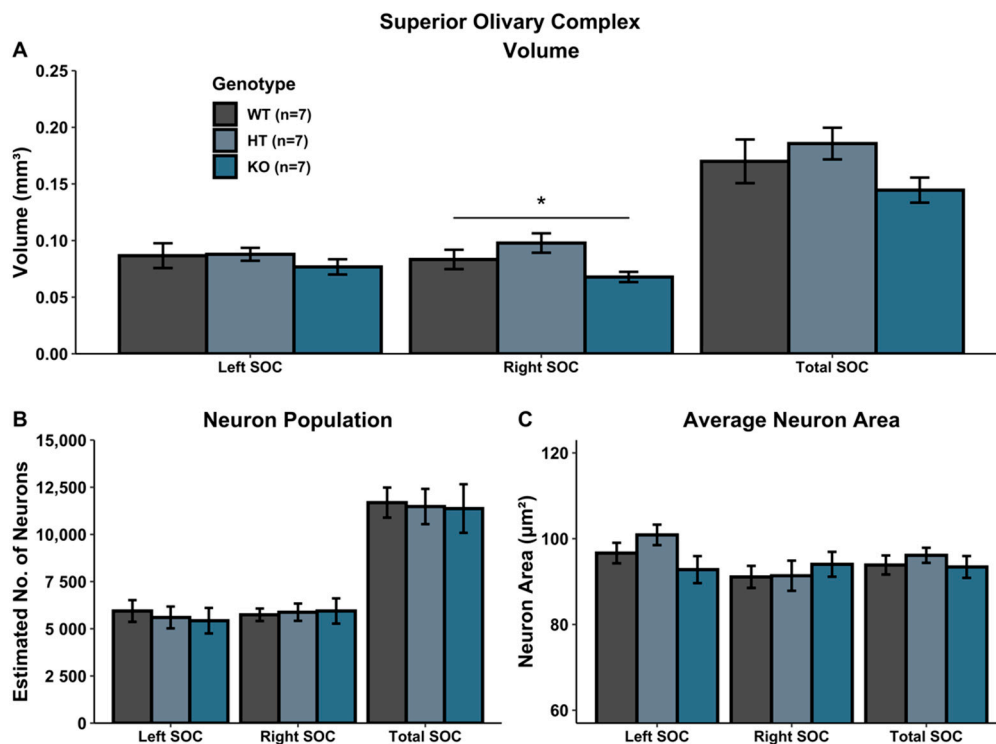 Superior Olivary Complex
A
Volume
Volume (mm³)
0.25
0.20
0.15
0.10
0.05
0.00
Genotype
WT (n=7)
HT (n=7)
KO (n=7)
*
Left SOC
Right SOC
Total SOC
B
Neuron Population
Estimated No. of Neurons
15,000
12,500
10,000
7 500
5 000
2 500
0
Left SOC
Right SOC
Total SOC
C
Average Neuron Area
Neuron Area (µm²)
120
100
80
60
Left SOC
Right SOC
Total SOC